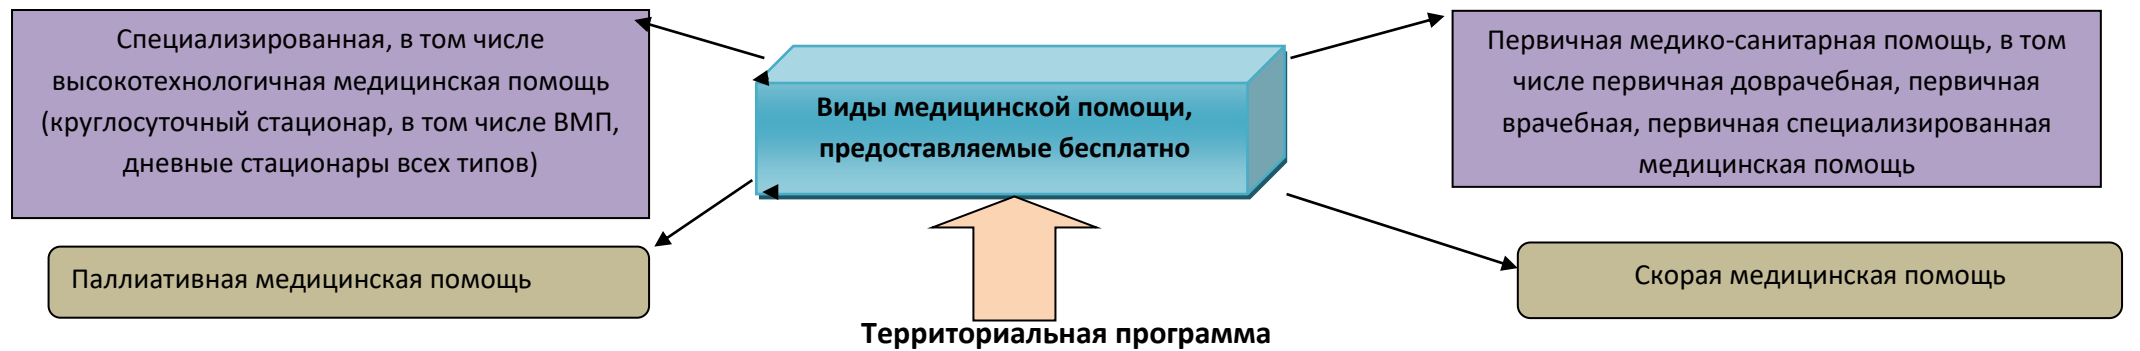 Специализированная, в том числе
высокотехнологичная медицинская помощь
(круглосуточный стационар, в том числе ВМП,
дневные стационары всех типов)
Виды медицинской помощи,
предоставляемые бесплатно
Первичная медико-санитарная помощь, в том
числе первичная доврачебная, первичная
врачебная, первичная специализированная
медицинская помощь
Паллиативная медицинская помощь
Скорая медицинская помощь
Территориальная программа